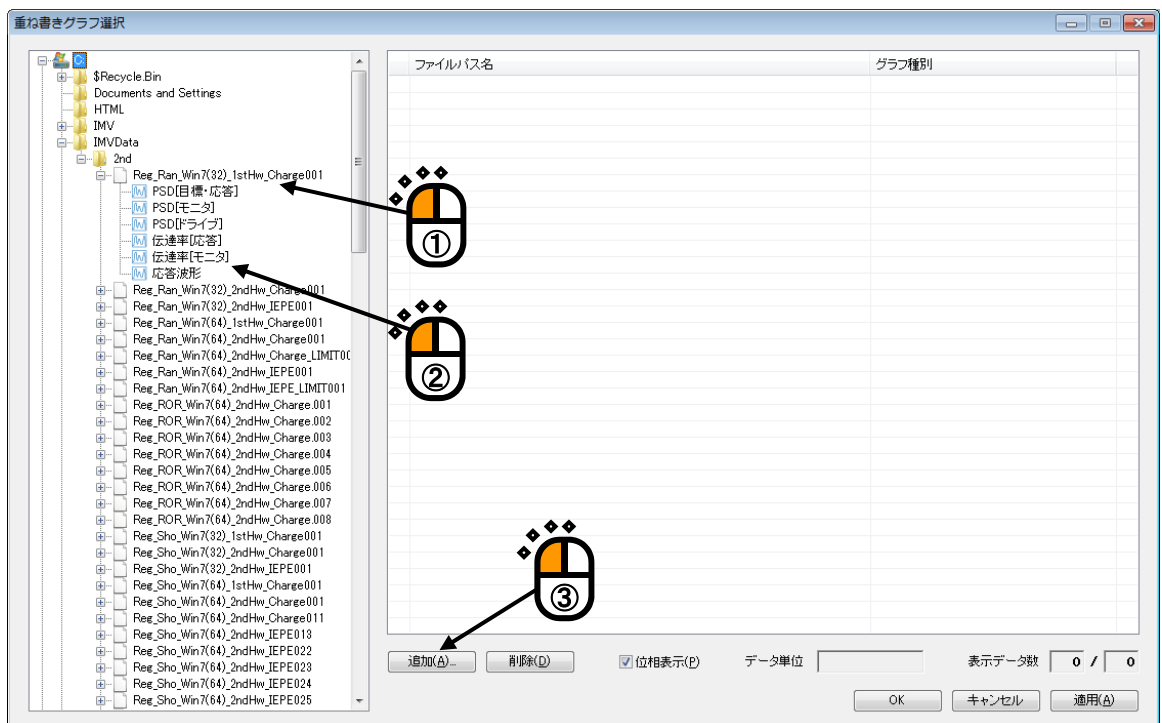 重ね書きグラフ選択
C:
$Recycle.Bin
Documents and Settings
HTML
IMV
IMVData
2nd
Reg_Ran_Win7(32)_1stHw_Charge001
PSD[目標・応答]
PSD[モニタ]
PSD[ドライブ]
伝達率[応答]
伝達率[モニタ]
応答波形
Reg_Ran_Win7(32)_2ndHw_Charge001
Reg_Ran_Win7(32)_2ndHw_IEPE001
Reg_Ran_Win7(64)_1stHw_Charge001
Reg_Ran_Win7(64)_2ndHw_Charge001
Reg_Ran_Win7(64)_2ndHw_Charge_LIMIT00
Reg_Ran_Win7(64)_2ndHw_IEPE001
Reg_Ran_Win7(64)_2ndHw_IEPE_LIMIT001
Reg_ROR_Win7(64)_2ndHw_Charge.001
Reg_ROR_Win7(64)_2ndHw_Charge.002
Reg_ROR_Win7(64)_2ndHw_Charge.003
Reg_ROR_Win7(64)_2ndHw_Charge.004
Reg_ROR_Win7(64)_2ndHw_Charge.005
Reg_ROR_Win7(64)_2ndHw_Charge.006
Reg_ROR_Win7(64)_2ndHw_Charge.007
Reg_ROR_Win7(64)_2ndHw_Charge.008
Reg_Sho_Win7(32)_1stHw_Charge001
Reg_Sho_Win7(32)_2ndHw_Charge001
Reg_Sho_Win7(32)_2ndHw_IEPE001
Reg_Sho_Win7(64)_1stHw_Charge001
Reg_Sho_Win7(64)_2ndHw_Charge001
Reg_Sho_Win7(64)_2ndHw_Charge011
Reg_Sho_Win7(64)_2ndHw_IEPE013
Reg_Sho_Win7(64)_2ndHw_IEPE022
Reg_Sho_Win7(64)_2ndHw_IEPE023
Reg_Sho_Win7(64)_2ndHw_IEPE024
Reg_Sho_Win7(64)_2ndHw_IEPE025
ファイルパス名 グラフ種別
①
②
③
追加(A)... 削除(D) 位相表示(P) データ単位 表示データ数 0 / 0
OK キャンセル 適用(A)